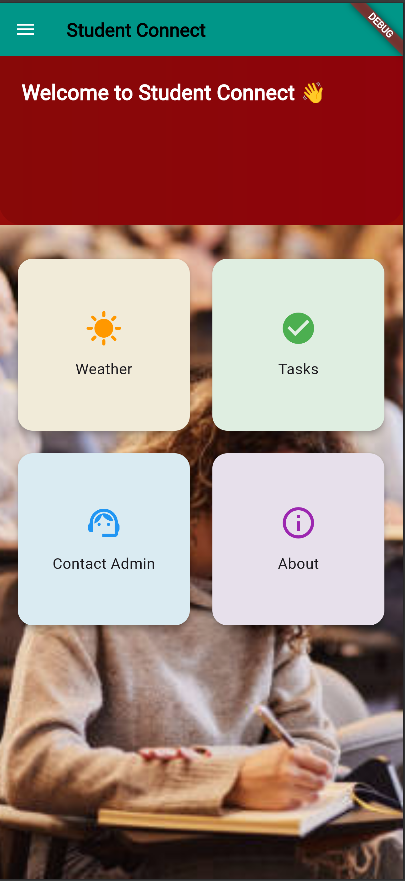 Student Connect
DEBUG
Welcome to Student Connect 👋
Weather
Tasks
Contact Admin
About